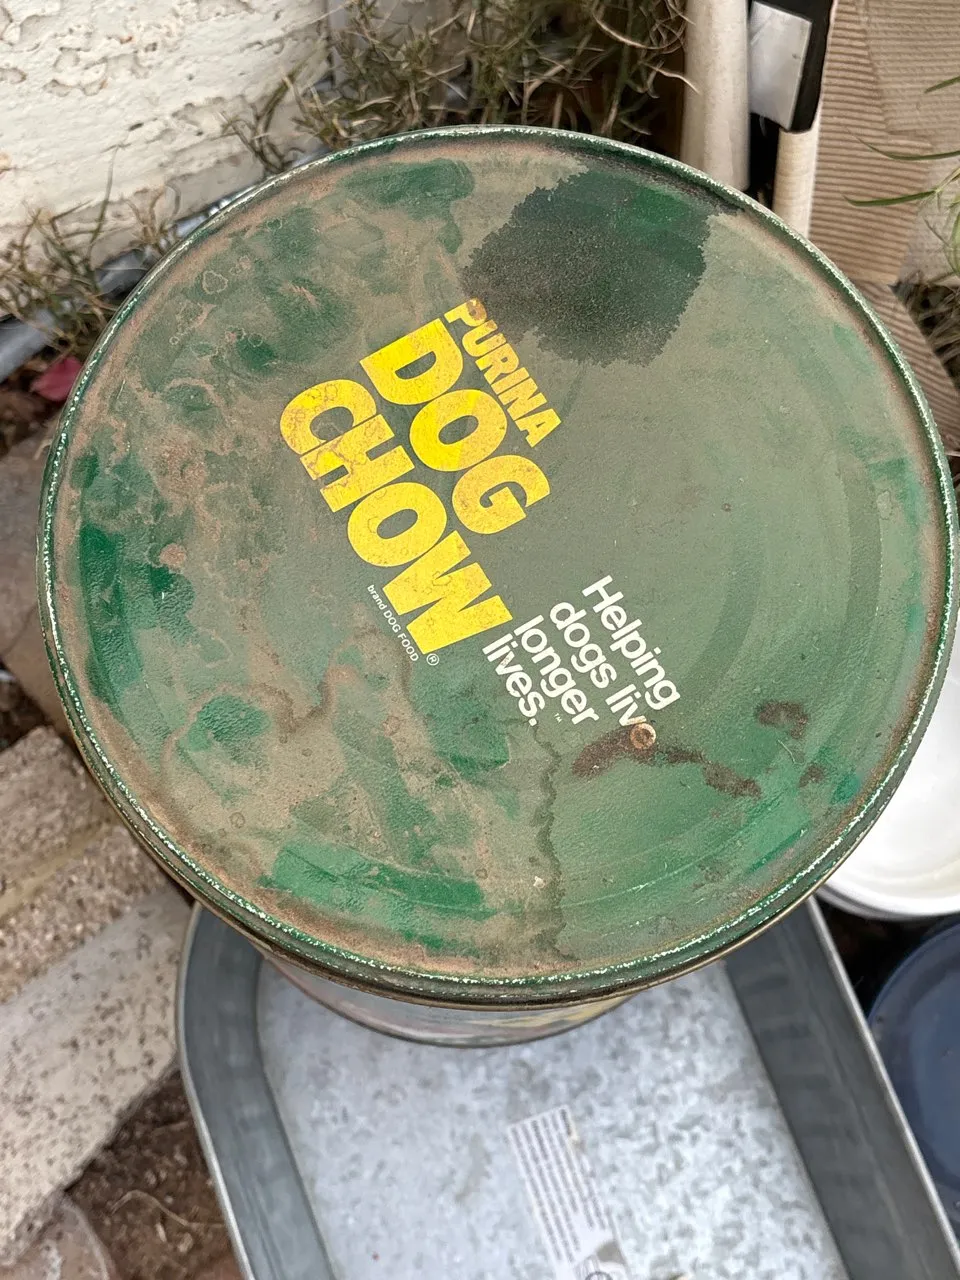 PURINA
DOG
CHOW
brand DOG FOOD ®
Helping
dogs live
longer
lives.™